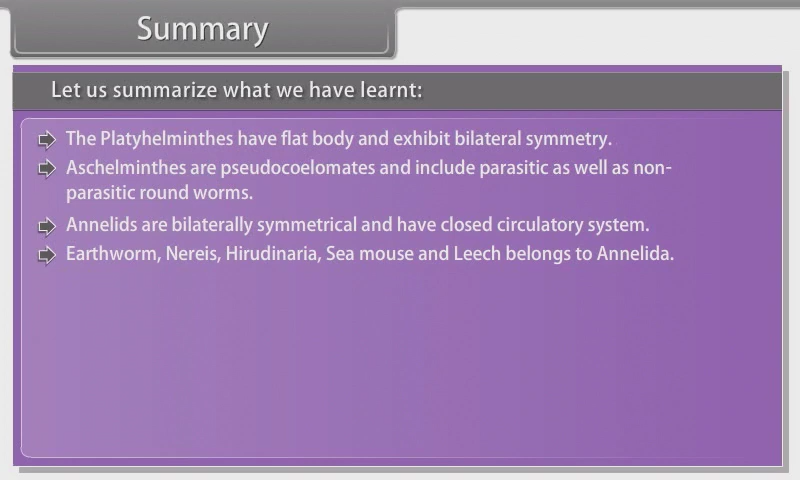 Summary
Let us summarize what we have learnt:
The Platyhelminthes have flat body and exhibit bilateral symmetry.
Aschelminthes are pseudocoelomates and include parasitic as well as non-
parasitic round worms.
Annelids are bilaterally symmetrical and have closed circulatory system.
Earthworm, Nereis, Hirudinaria, Sea mouse and Leech belongs to Annelida.